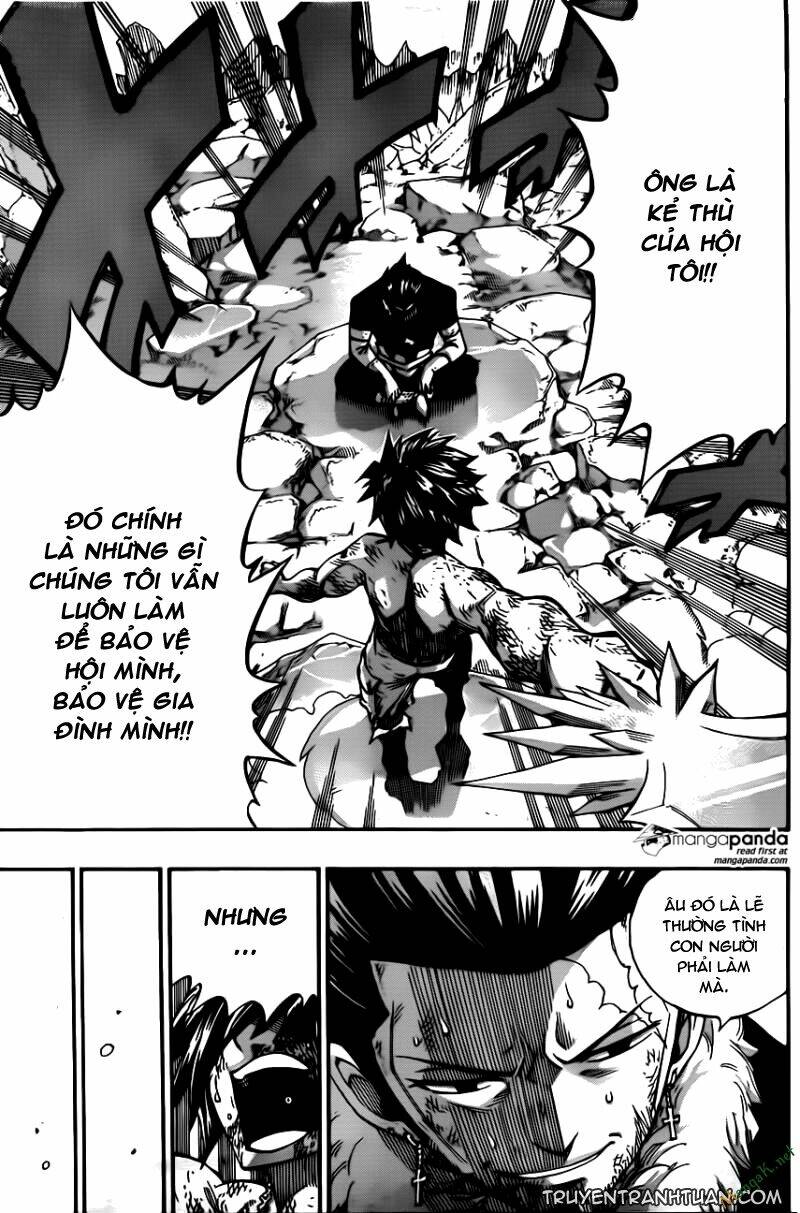 ÔNG LÀ
KẺ THÙ
CỦA HỘI
TÔI!!
ĐÓ CHÍNH
LÀ NHỮNG GÌ
CHÚNG TÔI VẪN
LUÔN LÀM
ĐỂ BẢO VỆ
HỘI MÌNH,
BẢO VỆ GIA
ĐÌNH MÌNH!!
mangapanda
read first at
mangapanda.com
ÂU ĐÓ LÀ LẼ
THƯỜNG TÌNH
CON NGƯỜI
PHẢI LÀM
MÀ.
NHƯNG
...
TRUYENTRANHTUAN.COM